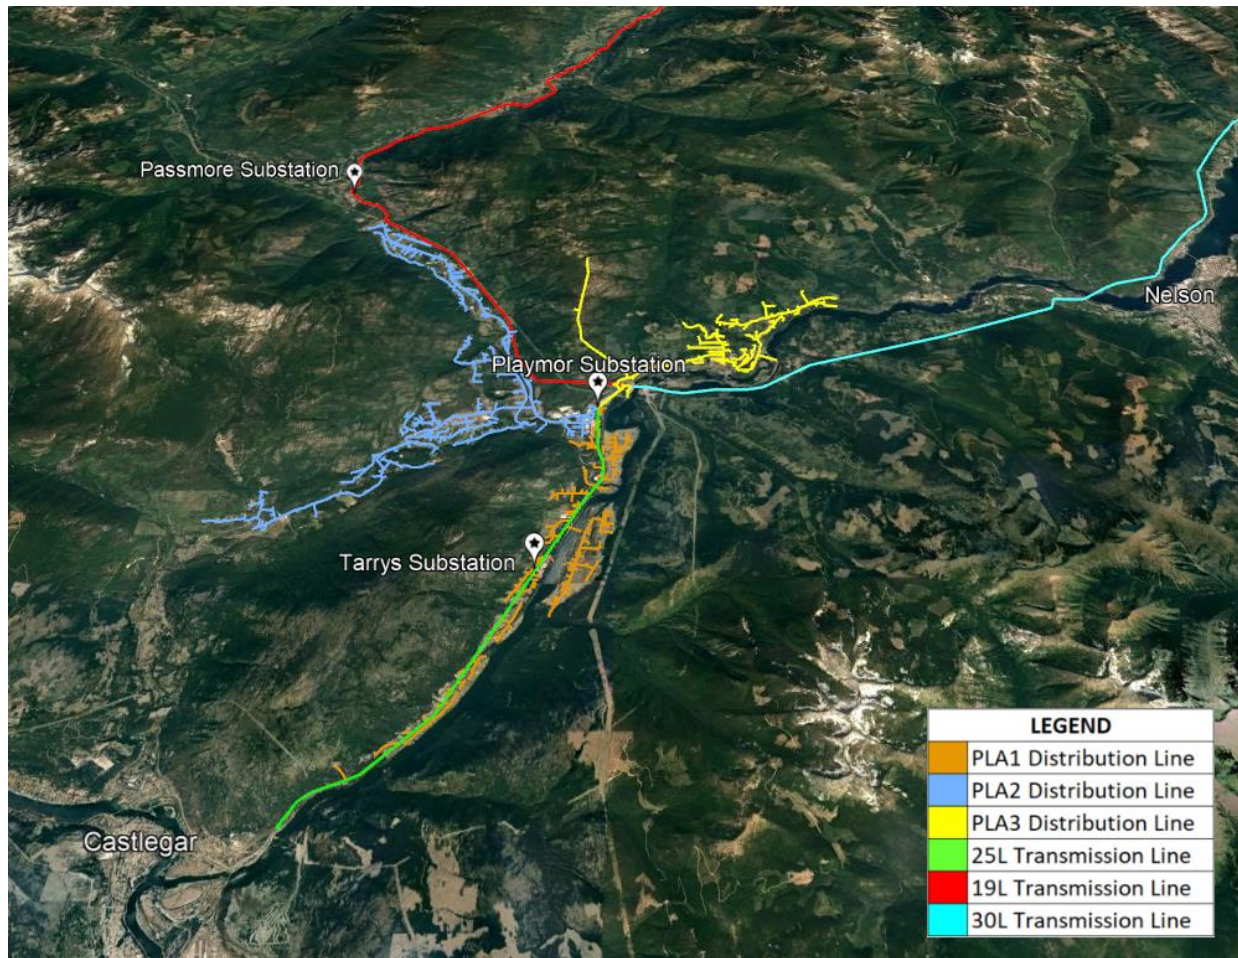 Passmore Substation
Nelson
Playmor Substation
Tarrys Substation
Castlegar
LEGEND
PLA1 Distribution Line
PLA2 Distribution Line
PLA3 Distribution Line
25L Transmission Line
19L Transmission Line
30L Transmission Line